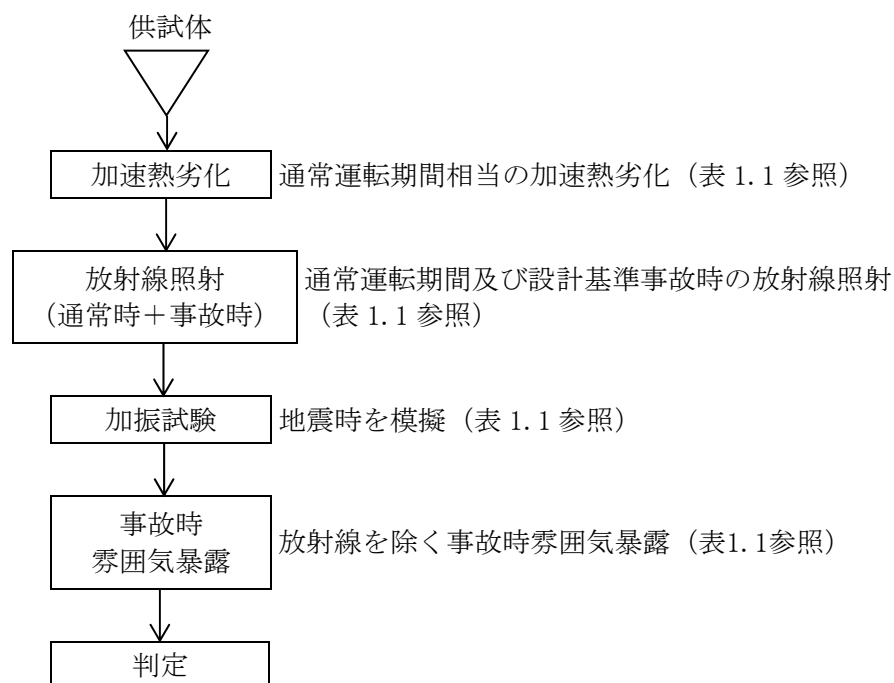 供試体
加速熱劣化 通常運転期間相当の加速熱劣化（表 1.1 参照）
放射線照射
（通常時＋事故時）
通常運転期間及び設計基準事故時の放射線照射
（表 1.1 参照）
加振試験 地震時を模擬（表 1.1 参照）
事故時
雰囲気暴露
放射線を除く事故時雰囲気暴露（表1.1参照）
判定